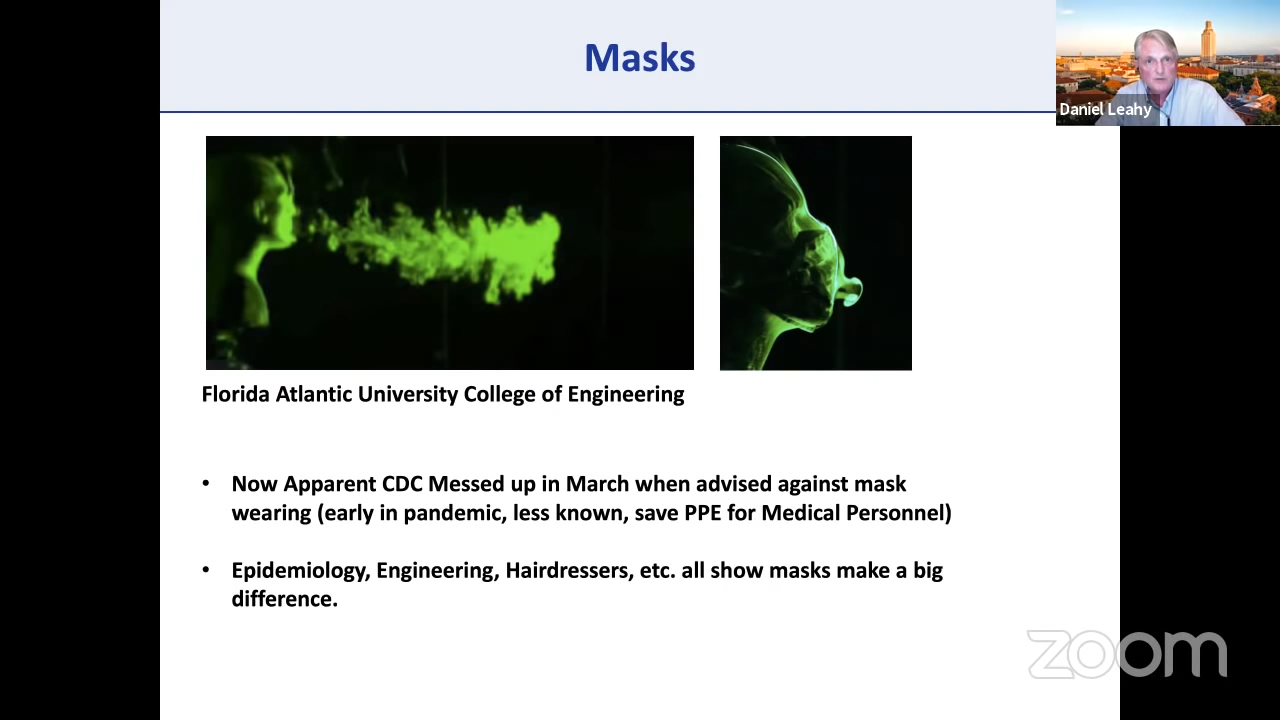 Masks
Daniel Leahy
Florida Atlantic University College of Engineering
• Now Apparent CDC Messed up in March when advised against mask
wearing (early in pandemic, less known, save PPE for Medical Personnel)
• Epidemiology, Engineering, Hairdressers, etc. all show masks make a big
difference.
zoom